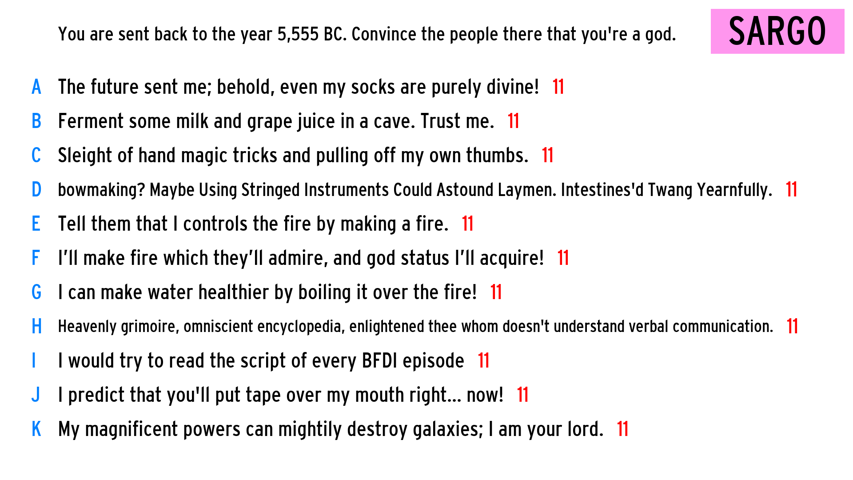 You are sent back to the year 5,555 BC. Convince the people there that you're a god. SARGO
A The future sent me; behold, even my socks are purely divine! 11
B Ferment some milk and grape juice in a cave. Trust me. 11
C Sleight of hand magic tricks and pulling off my own thumbs. 11
D bowmaking? Maybe Using Stringed Instruments Could Astound Laymen. Intestines'd Twang Yearnfully. 11
E Tell them that I controls the fire by making a fire. 11
F I’ll make fire which they’ll admire, and god status I’ll acquire! 11
G I can make water healthier by boiling it over the fire! 11
H Heavenly grimoire, omniscient encyclopedia, enlightened thee whom doesn't understand verbal communication. 11
I I would try to read the script of every BFDI episode 11
J I predict that you'll put tape over my mouth right... now! 11
K My magnificent powers can mightily destroy galaxies; I am your lord. 11